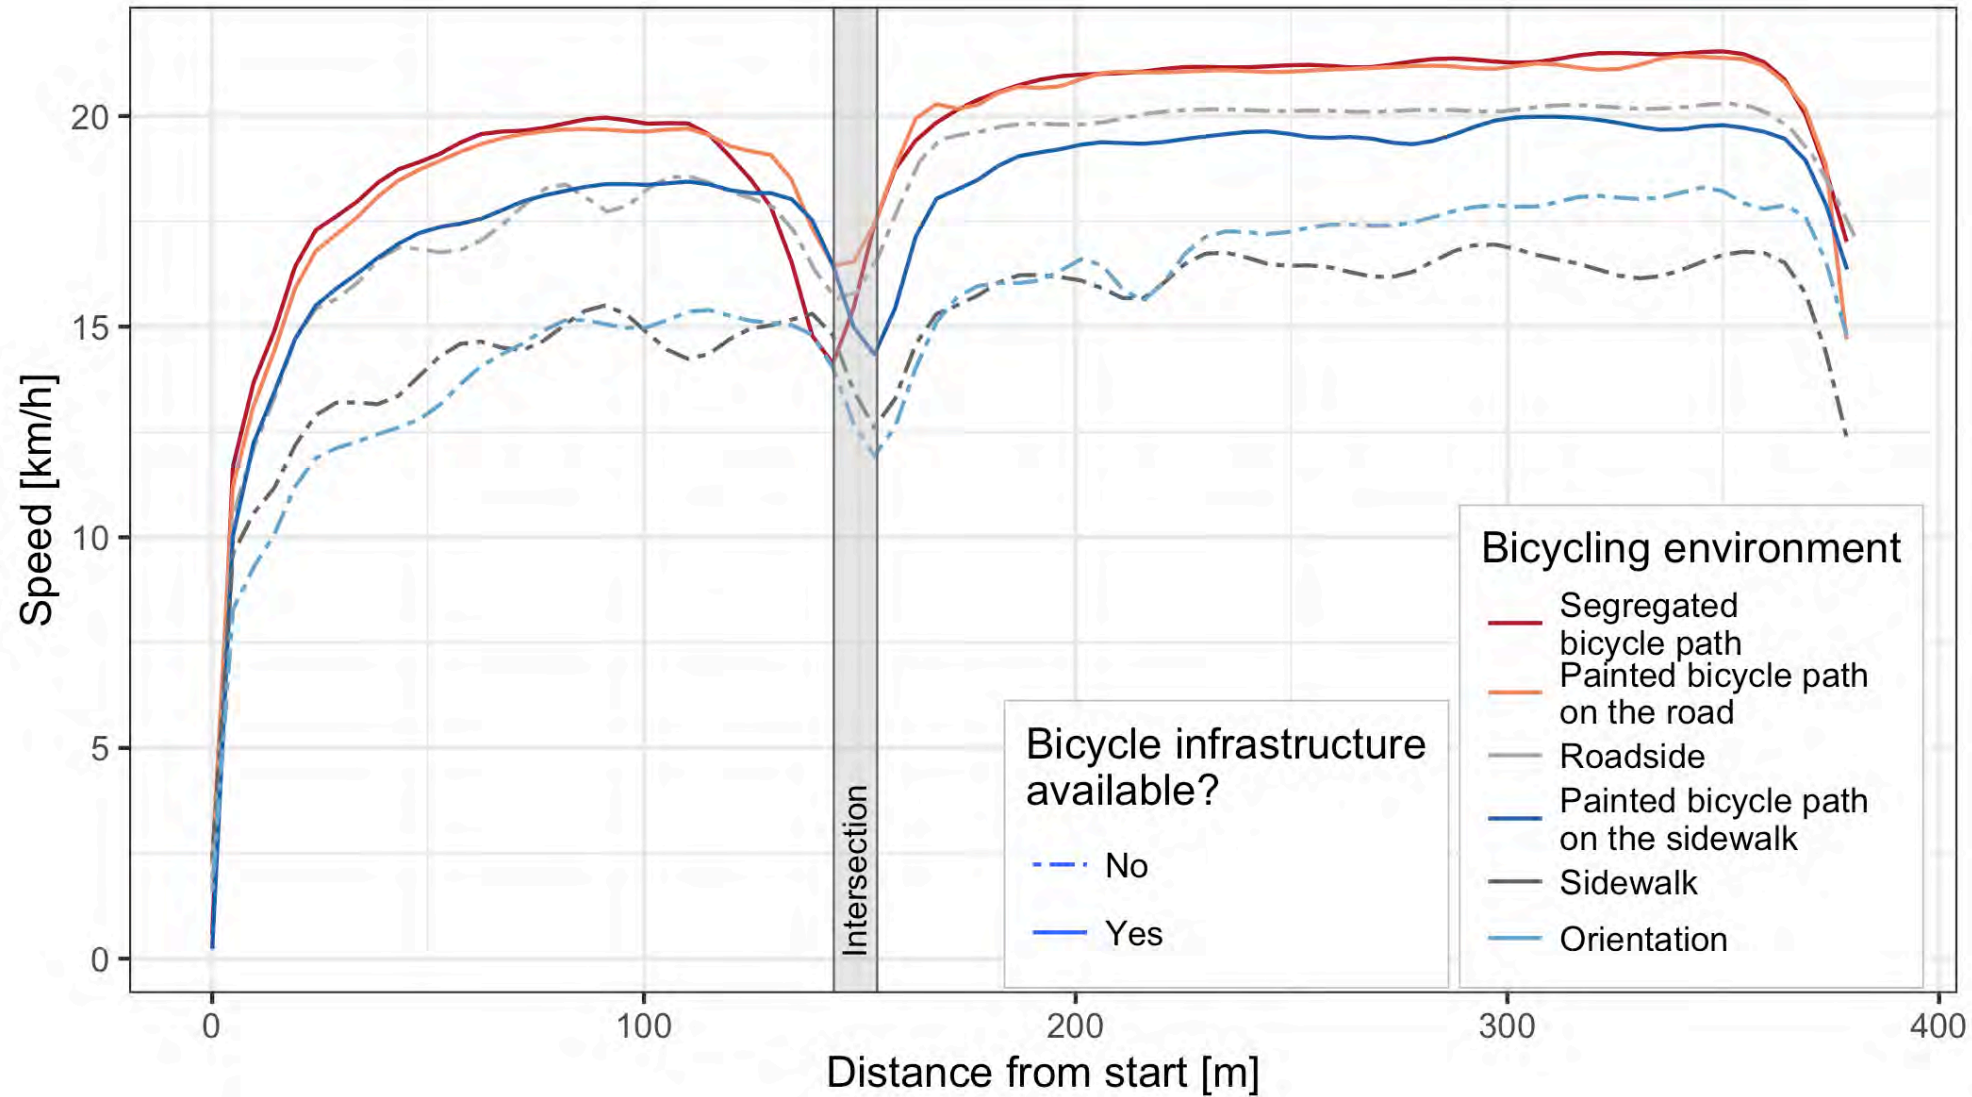 20
15
10
5
0
Speed [km/h]
Intersection
Bicycle infrastructure
available?
No
Yes
Bicycling environment
Segregated
bicycle path
Painted bicycle path
on the road
Roadside
Painted bicycle path
on the sidewalk
Sidewalk
Orientation
0
100
200
300
400
Distance from start [m]